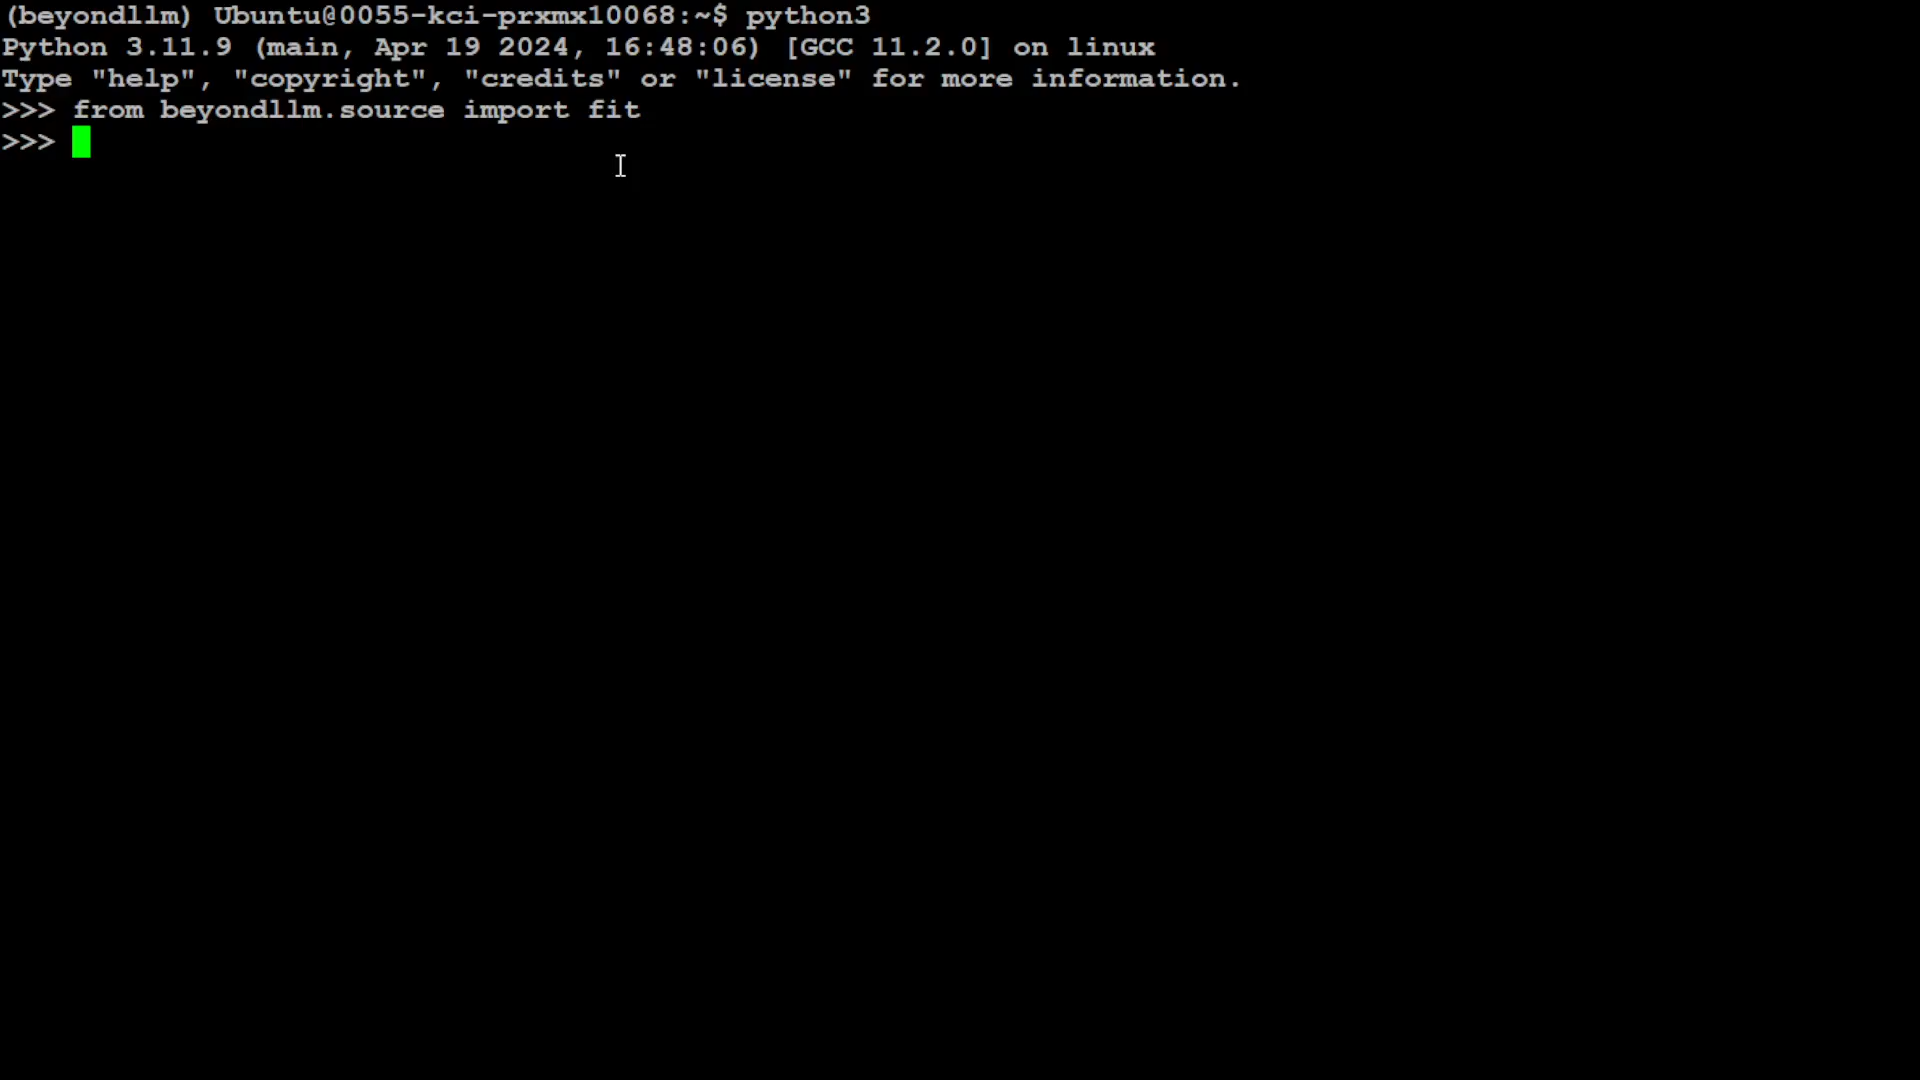 (beyondllm) Ubuntu@0055-kci-prxmx10068:~$ python3
Python 3.11.9 (main, Apr 19 2024, 16:48:06) [GCC 11.2.0] on linux
Type "help", "copyright", "credits" or "license" for more information.
>>> from beyondllm.source import fit
>>>